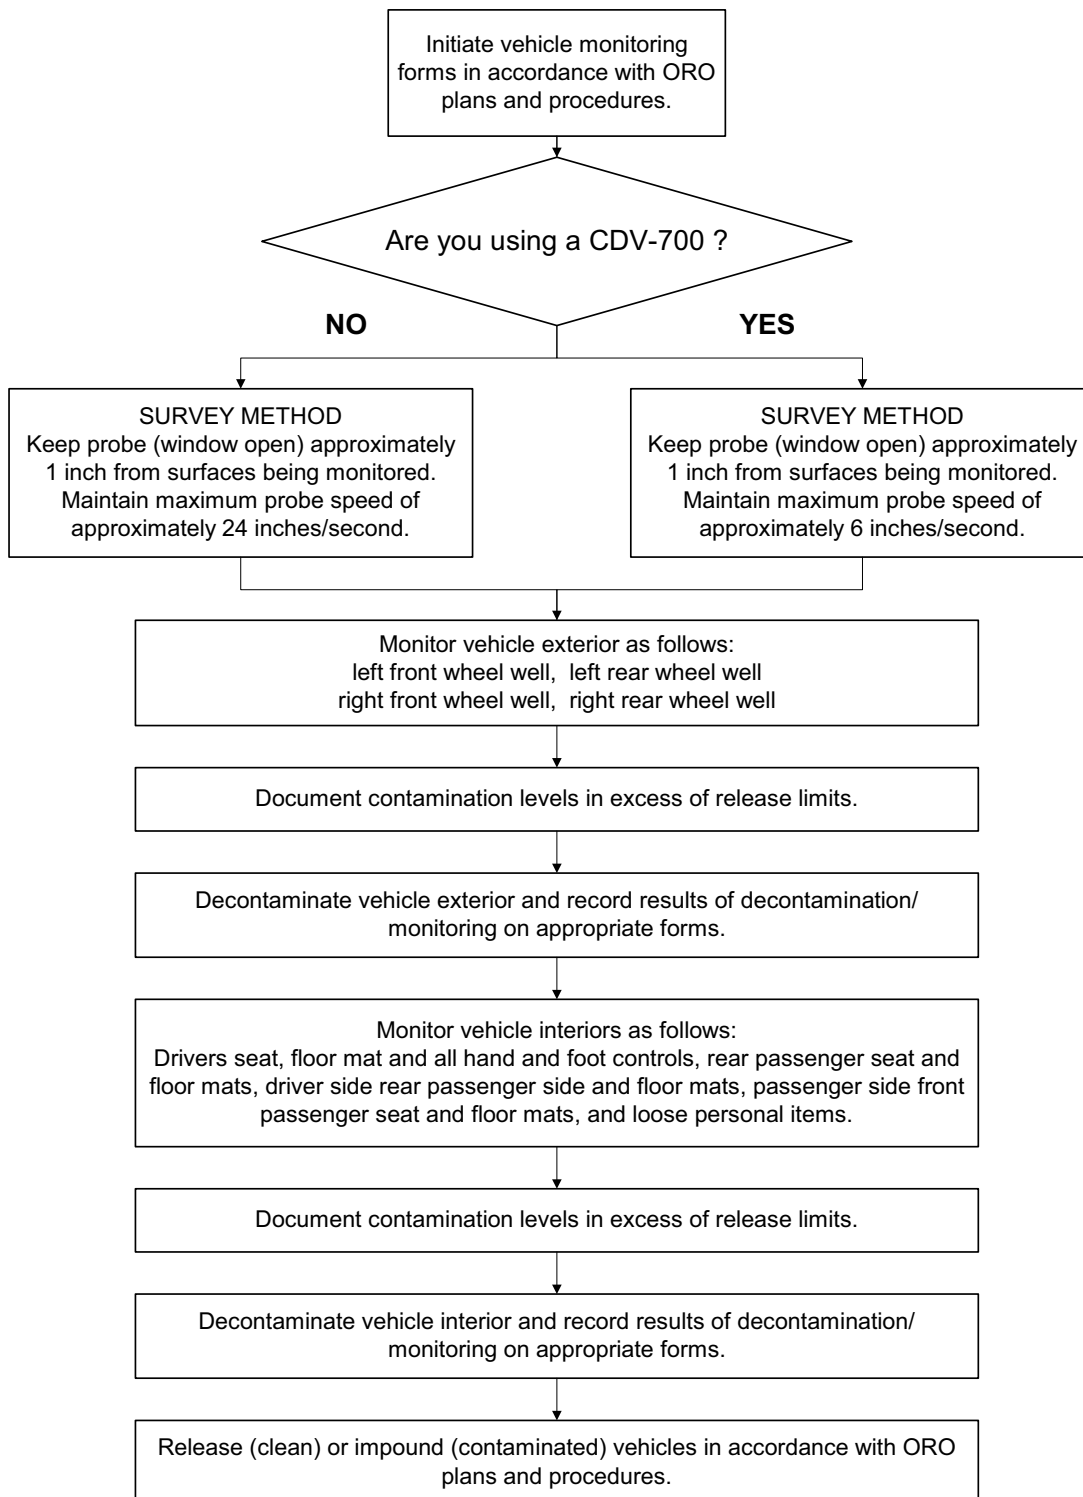 Initiate vehicle monitoring
forms in accordance with ORO
plans and procedures.
Are you using a CDV-700 ?
NO
YES
SURVEY METHOD
Keep probe (window open) approximately
1 inch from surfaces being monitored.
Maintain maximum probe speed of
approximately 24 inches/second.
SURVEY METHOD
Keep probe (window open) approximately
1 inch from surfaces being monitored.
Maintain maximum probe speed of
approximately 6 inches/second.
Monitor vehicle exterior as follows:
left front wheel well,  left rear wheel well
right front wheel well,  right rear wheel well
Document contamination levels in excess of release limits.
Decontaminate vehicle exterior and record results of decontamination/
monitoring on appropriate forms.
Monitor vehicle interiors as follows:
Drivers seat, floor mat and all hand and foot controls, rear passenger seat and
floor mats, driver side rear passenger side and floor mats, passenger side front
passenger seat and floor mats, and loose personal items.
Document contamination levels in excess of release limits.
Decontaminate vehicle interior and record results of decontamination/
monitoring on appropriate forms.
Release (clean) or impound (contaminated) vehicles in accordance with ORO
plans and procedures.